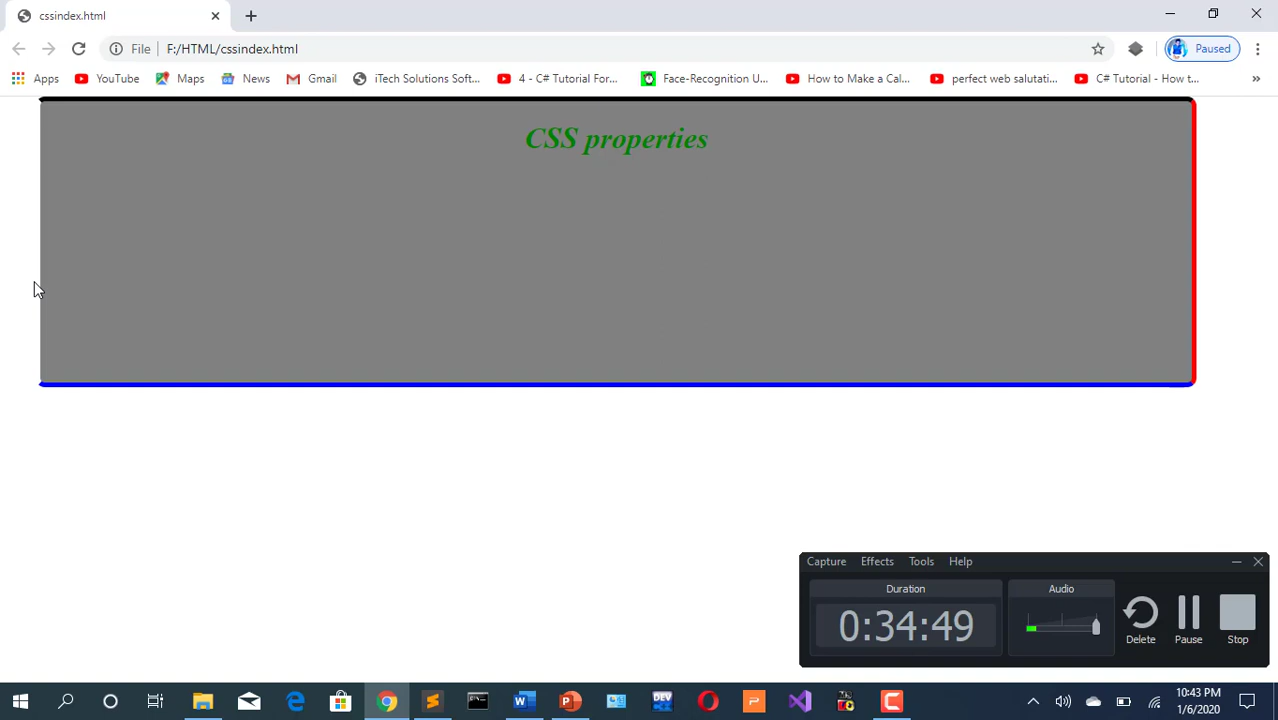 cssindex.html
File
F:/HTML/cssindex.html
Paused
Apps
YouTube
Maps
News
Gmail
iTech Solutions Soft...
4 - C# Tutorial For...
Face-Recognition U...
How to Make a Cal...
perfect web salutati...
C# Tutorial - How t...
»
CSS properties
Capture Effects Tools Help
Duration
Audio
0:34:49
Delete
Pause
Stop
10:43 PM
1/6/2020